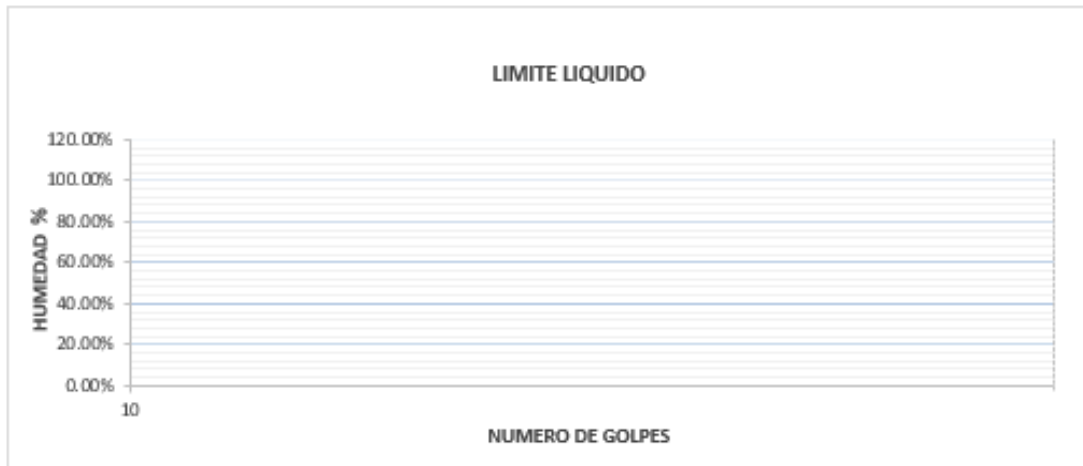 LIMITE LIQUIDO
120.00%
100.00%
80.00%
60.00%
40.00%
20.00%
0.00%
HUMEDAD %
10
NUMERO DE GOLPES